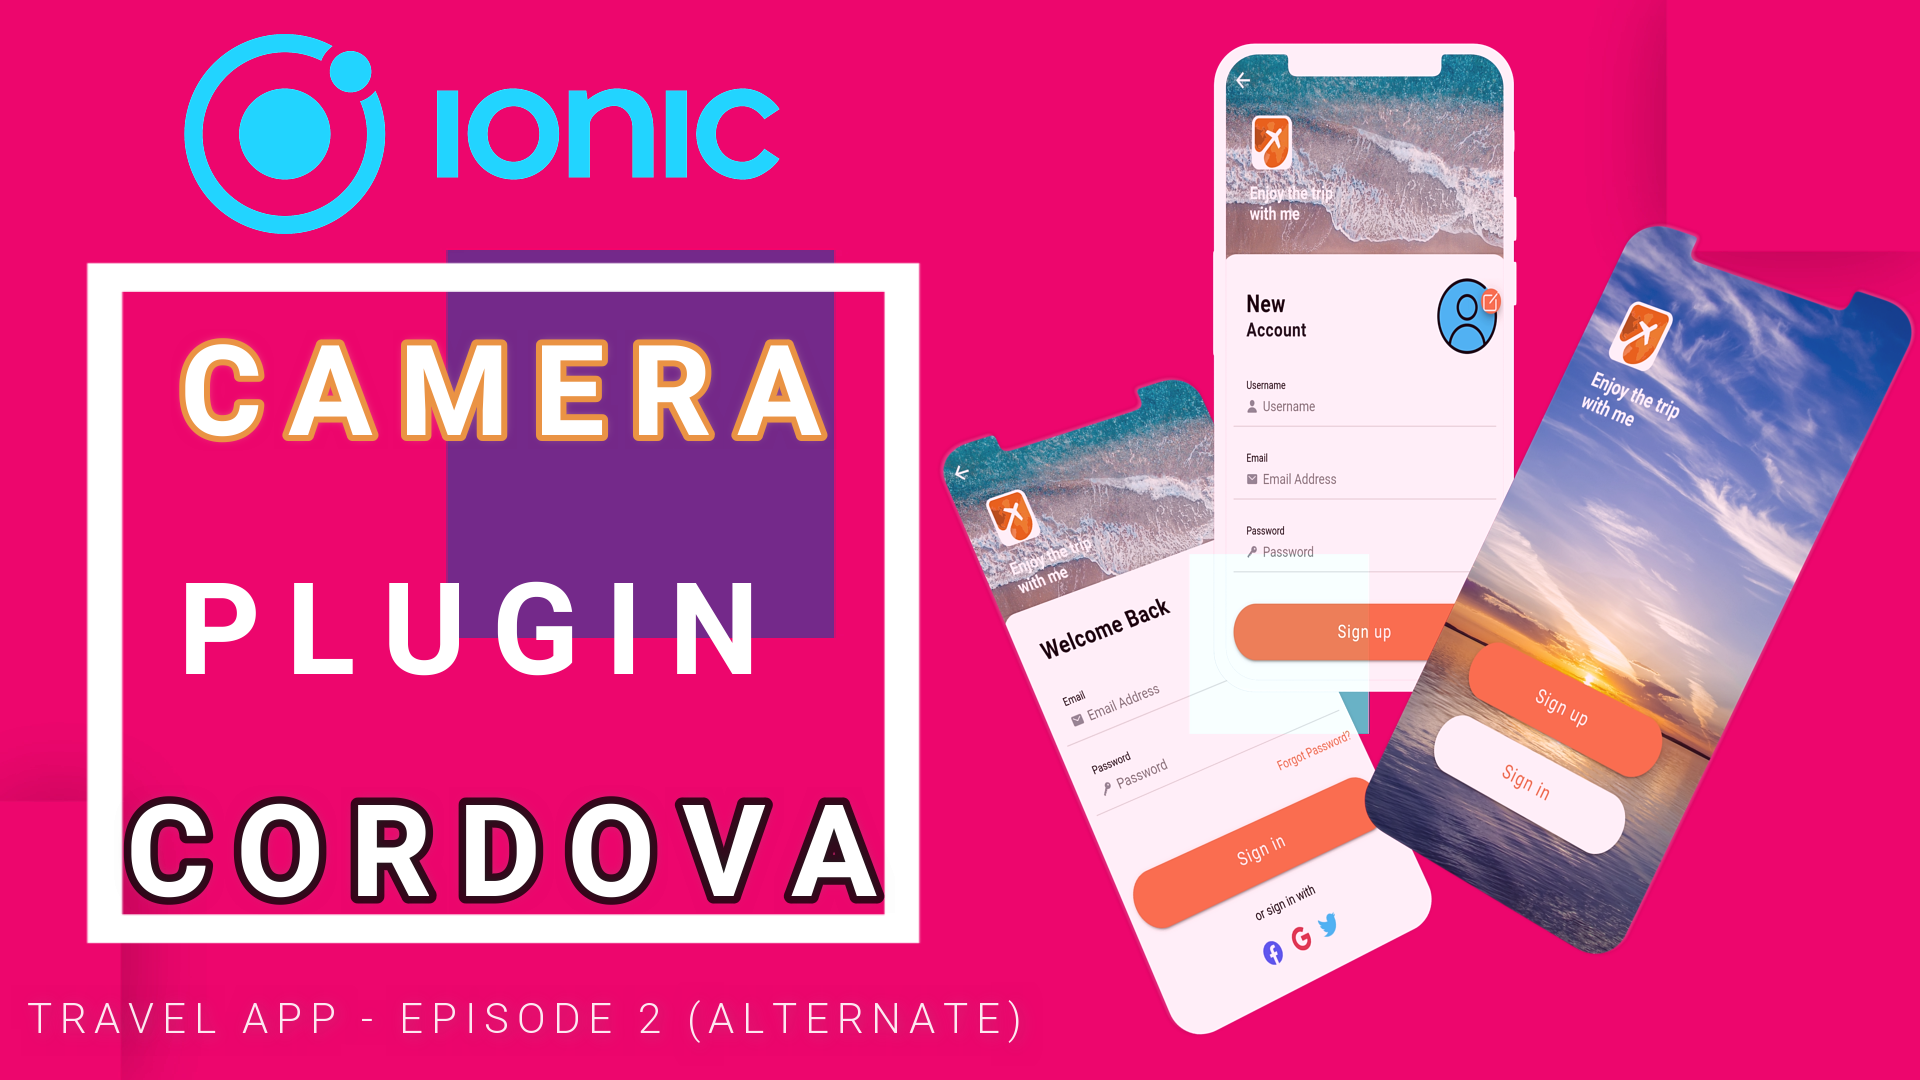 IONIC
CAMERA
PLUGIN
CORDOVA
TRAVEL APP - EPISODE 2 (ALTERNATE)
Enjoy the trip
with me
Welcome Back
Email
Email Address
Password
Password
Forgot Password?
Sign in
or sign in with
Enjoy the trip
with me
New
Account
Username
Username
Email
Email Address
Password
Password
Sign up
Enjoy the trip
with me
Sign up
Sign in